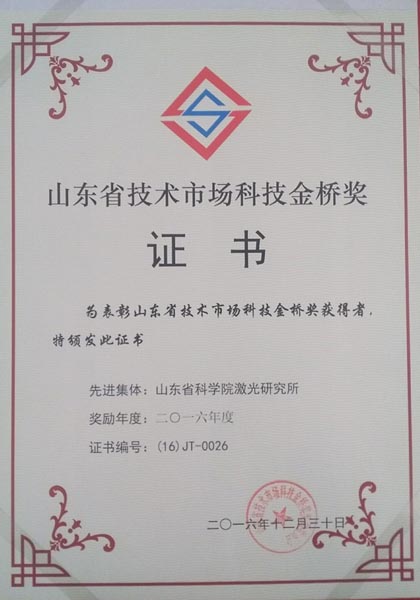 山东省技术市场科技金桥奖
证书
为表彰山东省技术市场科技金桥奖获得者，
特颁发此证书
先进集体：山东省科学院激光研究所
奖励年度：二〇一六年度
证书编号：(16)JT-0026
二〇一六年十二月三十日